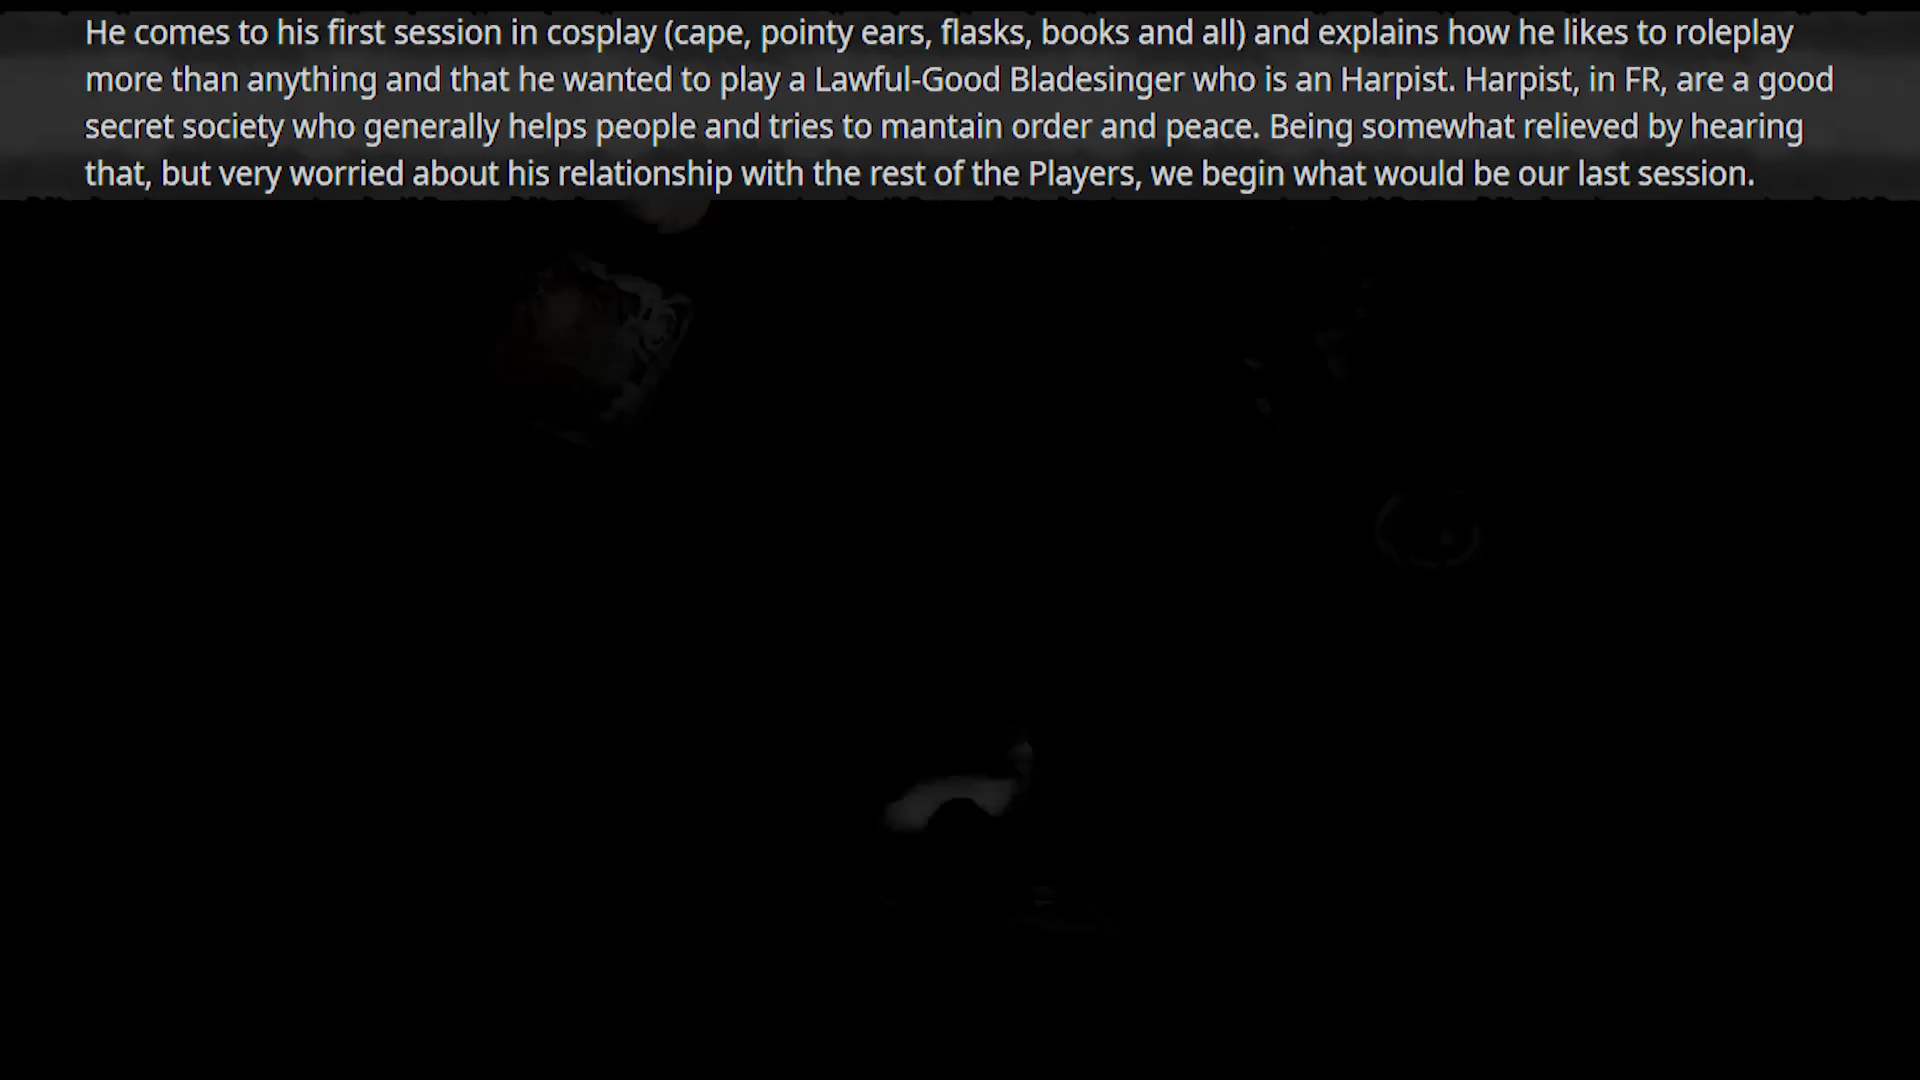 He comes to his first session in cosplay (cape, pointy ears, flasks, books and all) and explains how he likes to roleplay
more than anything and that he wanted to play a Lawful-Good Bladesinger who is an Harpist. Harpist, in FR, are a good
secret society who generally helps people and tries to mantain order and peace. Being somewhat relieved by hearing
that, but very worried about his relationship with the rest of the Players, we begin what would be our last session.